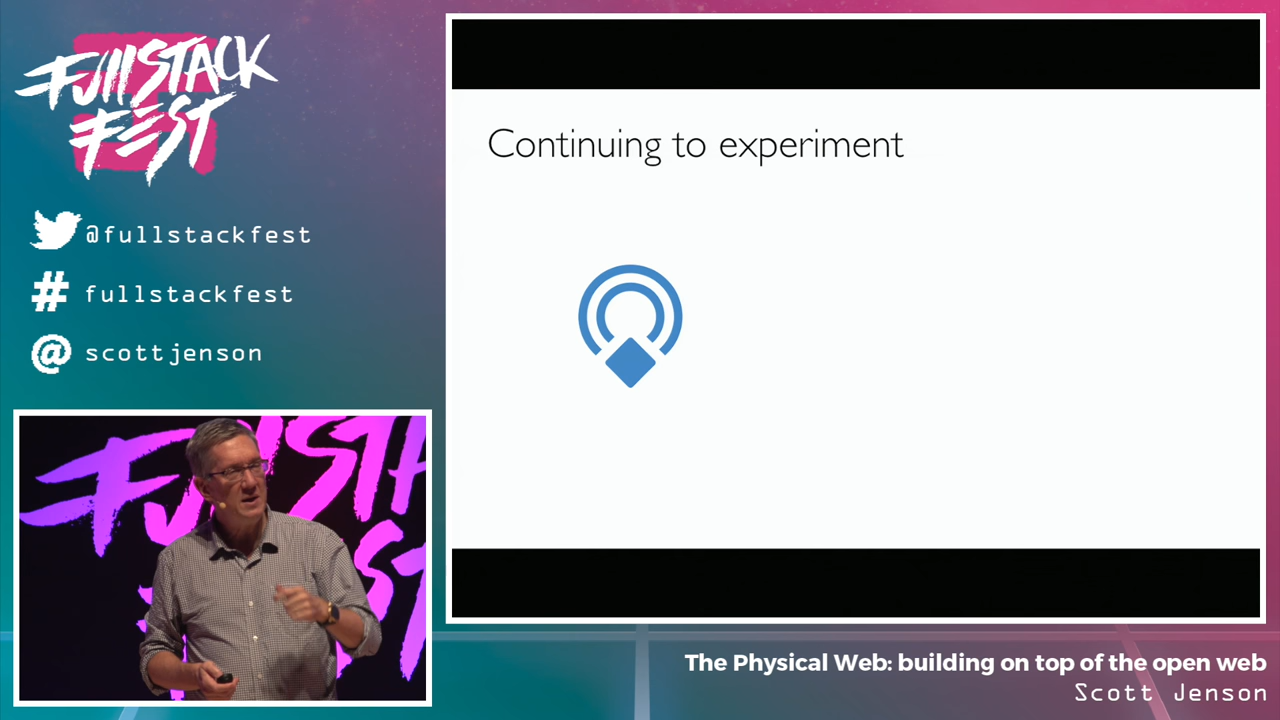 FullSTACK
FEST
@fullstackfest
# fullstackfest
@ scottjenson
Continuing to experiment
The Physical Web: building on top of the open web
Scott Jenson